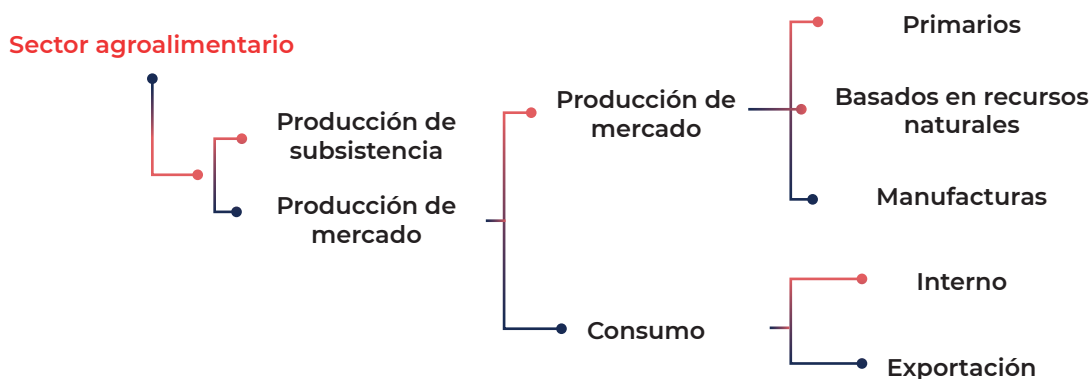 Sector agroalimentario
Producción de
subsistencia
Producción de
mercado
Producción de
mercado
Primarios
Basados en recursos
naturales
Manufacturas
Consumo
Interno
Exportación